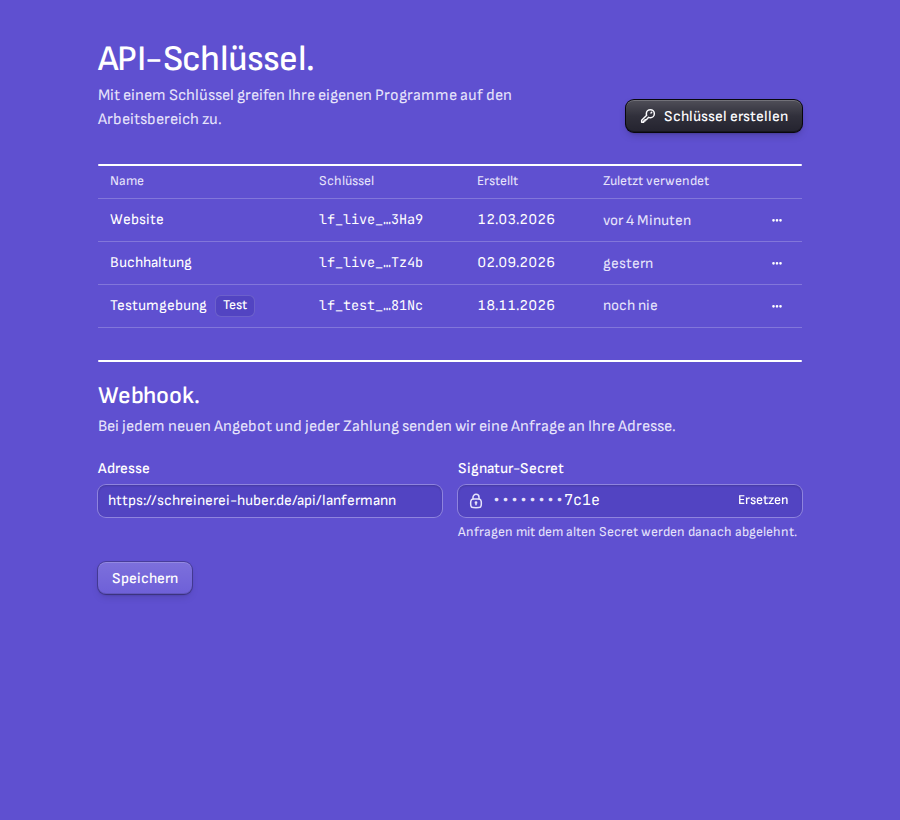 API-Schlüssel.
Mit einem Schlüssel greifen Ihre eigenen Programme auf den
Arbeitsbereich zu.
Schlüssel erstellen
Name Schlüssel Erstellt Zuletzt verwendet
Website lf_live_…3Ha9 12.03.2026 vor 4 Minuten
Buchhaltung lf_live_…Tz4b 02.09.2026 gestern
Testumgebung Test lf_test_…81Nc 18.11.2026 noch nie
Webhook.
Bei jedem neuen Angebot und jeder Zahlung senden wir eine Anfrage an Ihre Adresse.
Adresse Signatur-Secret
https://schreinerei-huber.de/api/lanfermann ••••••••7c1e Ersetzen
Anfragen mit dem alten Secret werden danach abgelehnt.
Speichern